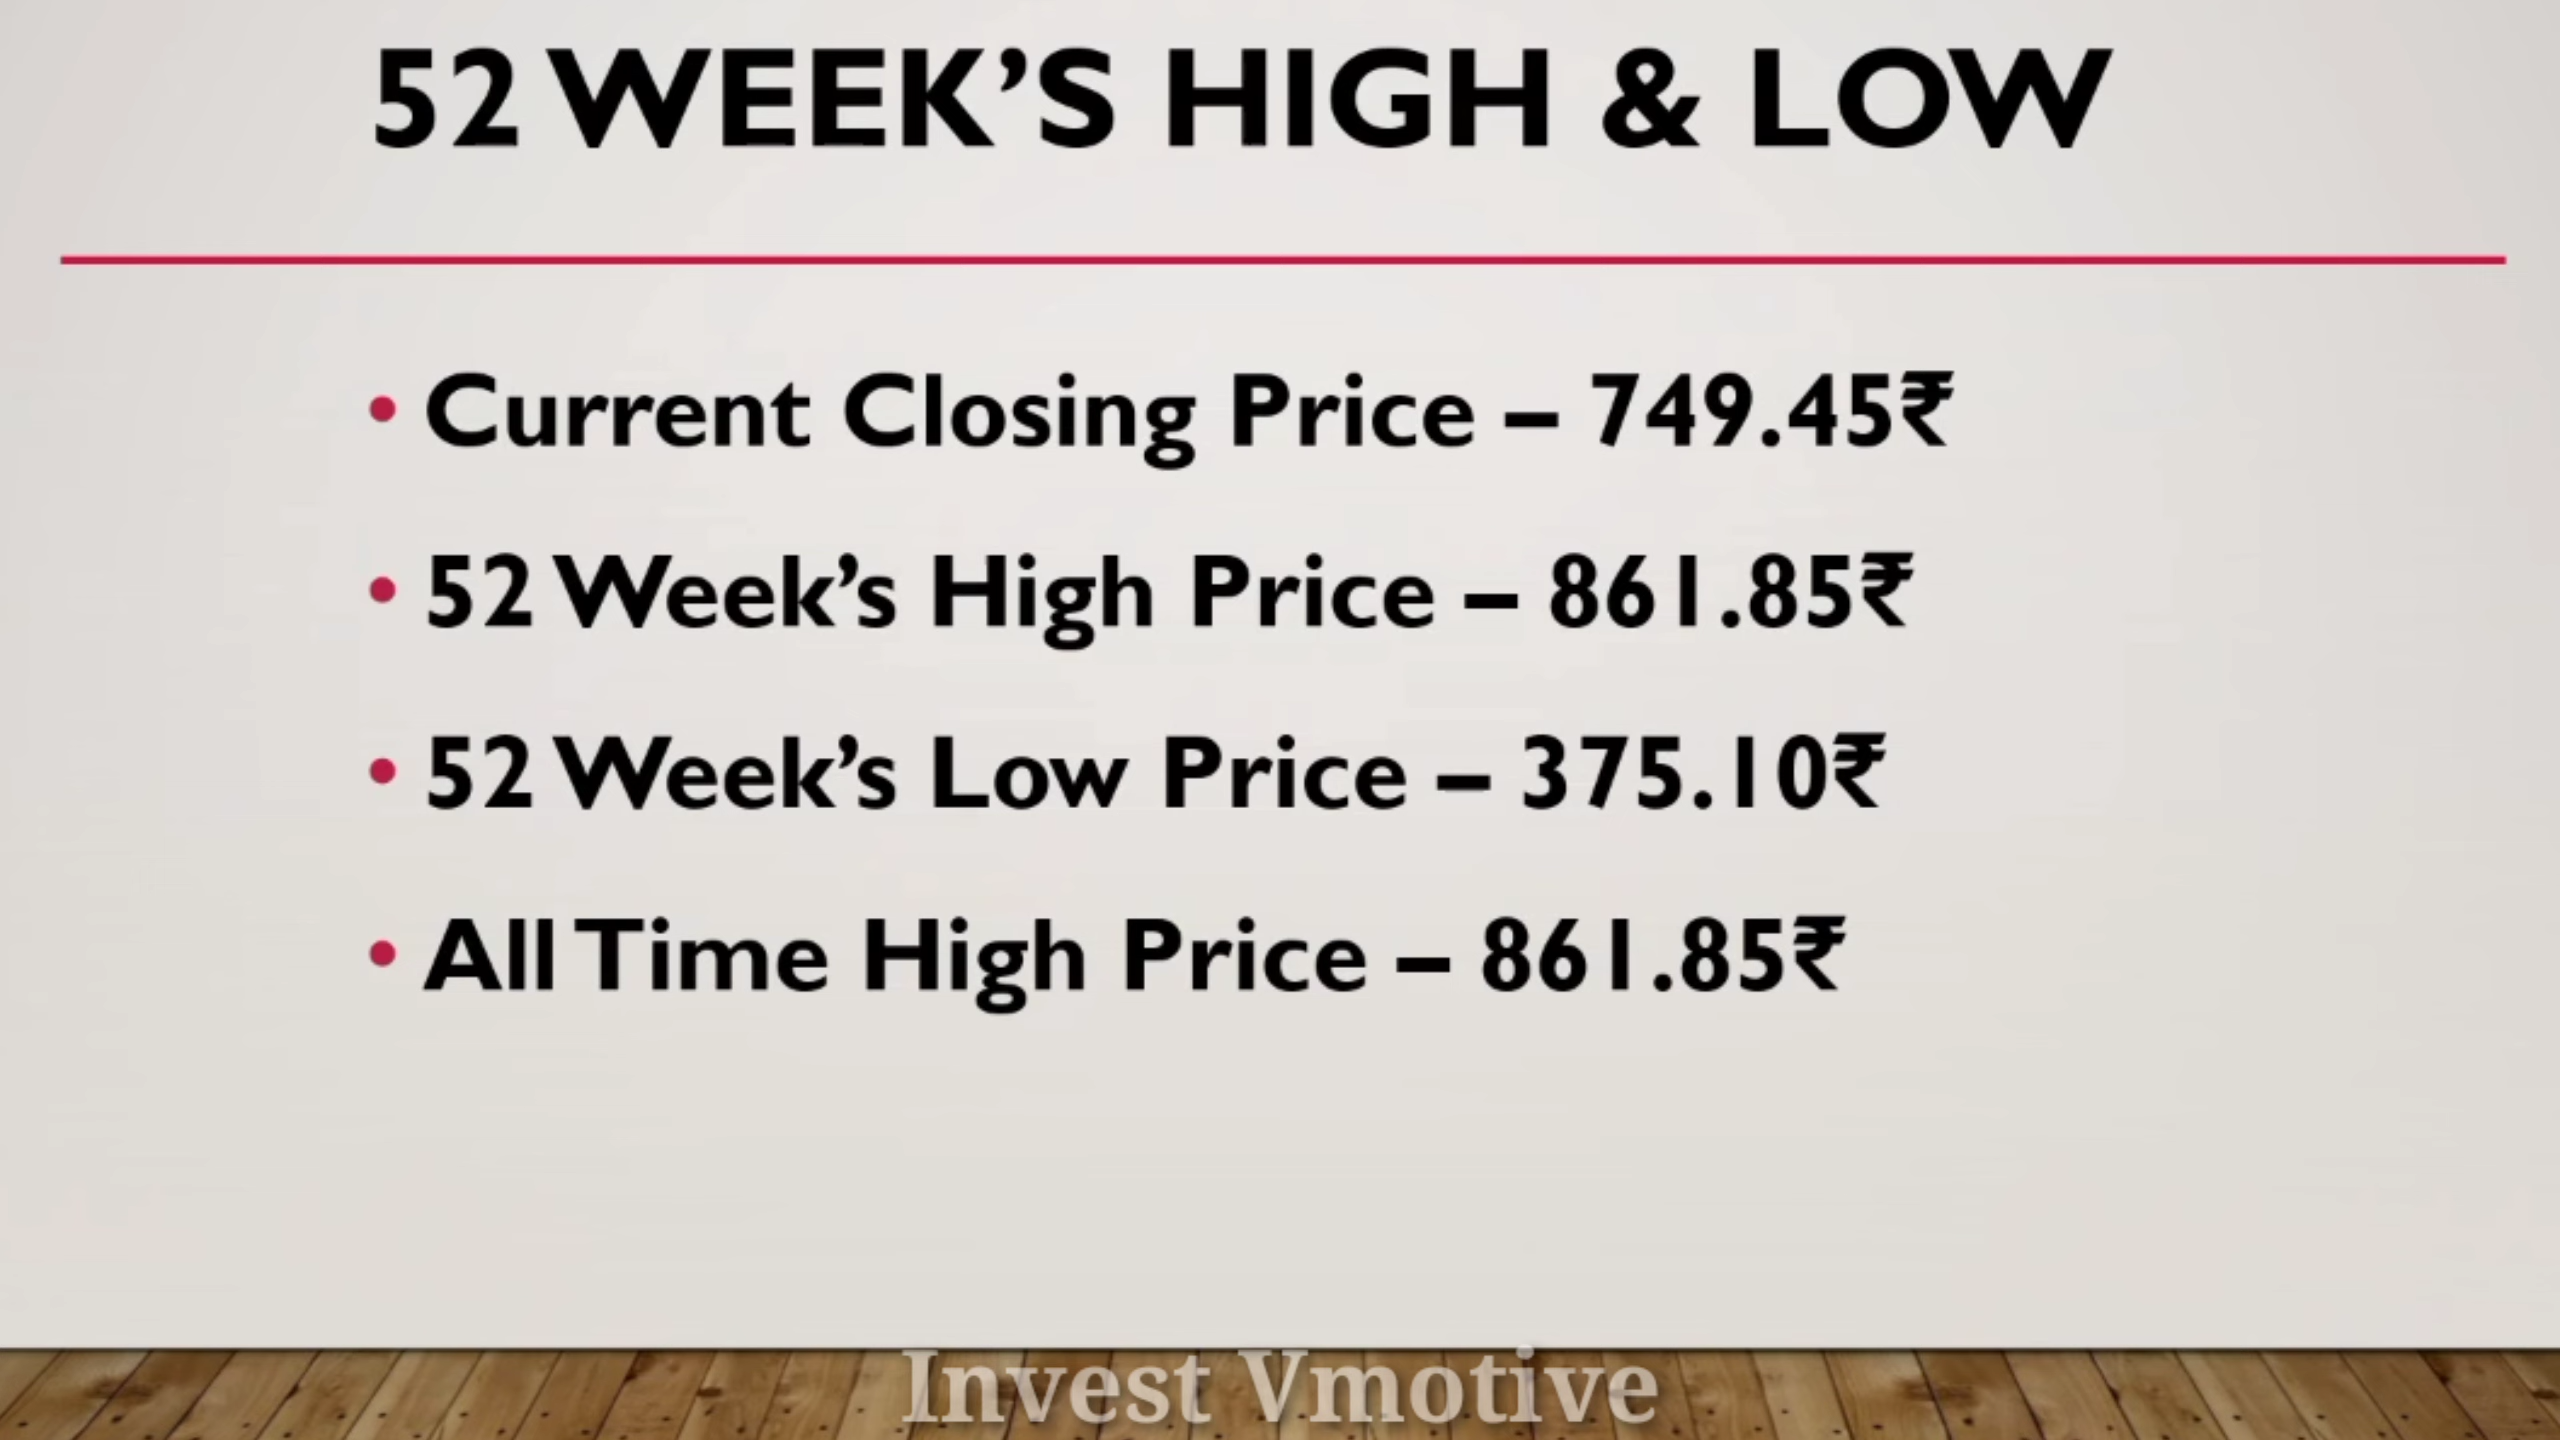 52 WEEK’S HIGH & LOW
• Current Closing Price – 749.45₹
• 52 Week’s High Price – 861.85₹
• 52 Week’s Low Price – 375.10₹
• All Time High Price – 861.85₹
Invest Vmotive